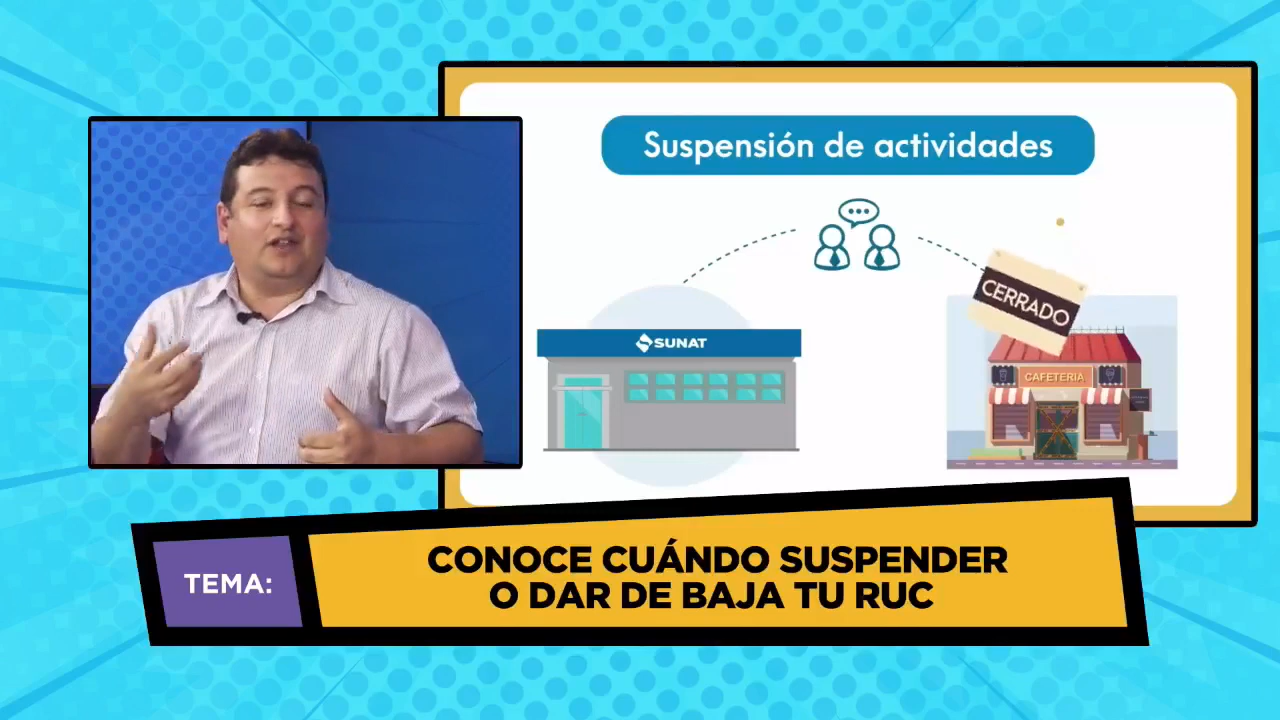 Suspensión de actividades
CERRADO
SUNAT
CAFETERIA
TEMA:
CONOCE CUÁNDO SUSPENDER
O DAR DE BAJA TU RUC